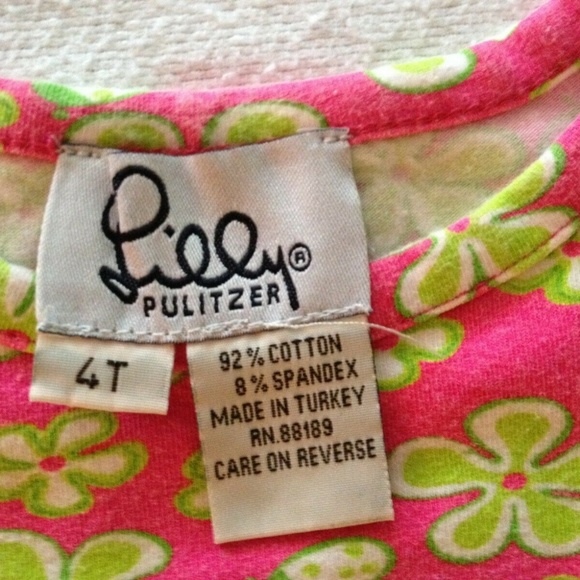 Lilly®
PULITZER
4T
92% COTTON
8% SPANDEX
MADE IN TURKEY
RN.88189
CARE ON REVERSE